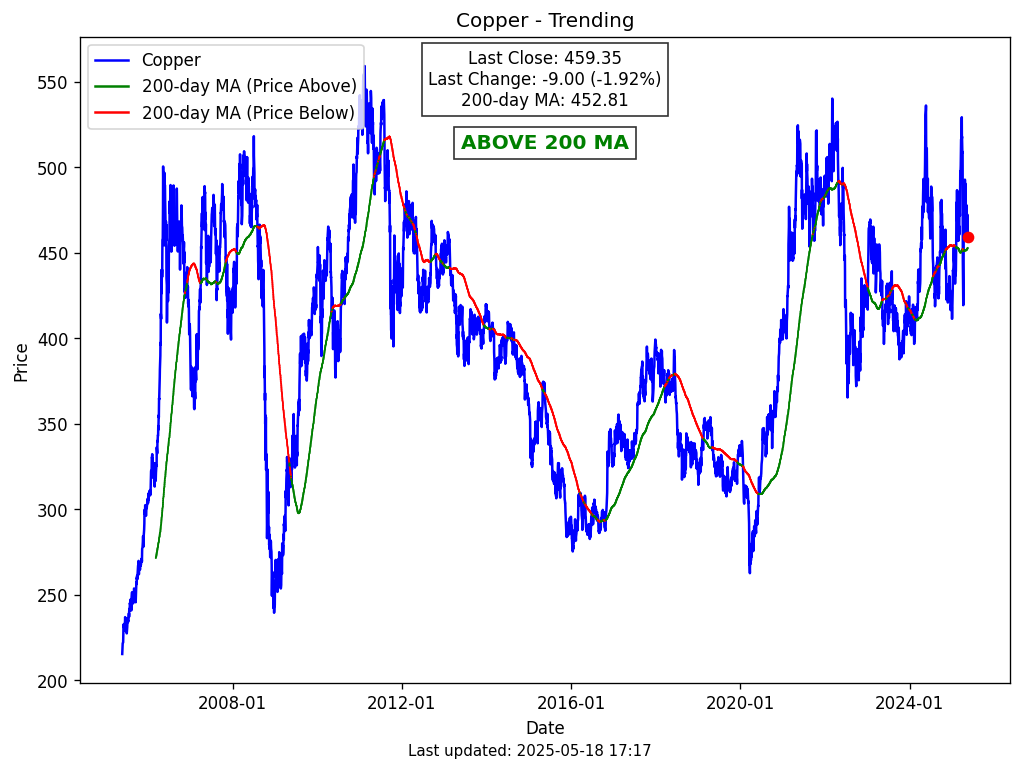 Copper - Trending
Copper
200-day MA (Price Above)
200-day MA (Price Below)
Last Close: 459.35
Last Change: -9.00 (-1.92%)
200-day MA: 452.81
ABOVE 200 MA
Price
550
500
450
400
350
300
250
200
2008-01
2012-01
2016-01
2020-01
2024-01
Date
Last updated: 2025-05-18 17:17